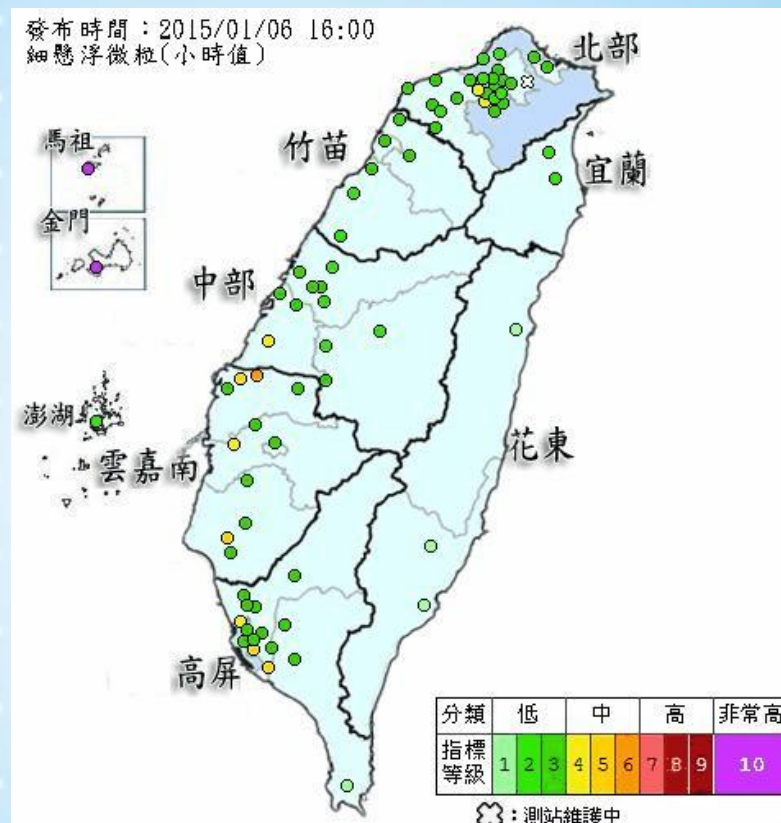 發布時間：2015/01/06 16:00
細懸浮微粒(小時值)
北部
馬祖
竹苗
宜蘭
金門
中部
澎湖
雲嘉南
花東
高屏
分類 低 中 高 非常高
指標等級 1 2 3 4 5 6 7 8 9 10
：測站維護中